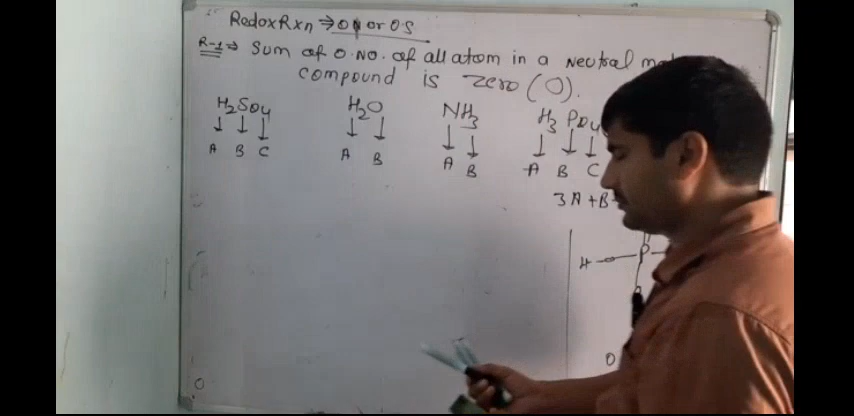 Redox Rxn ⇒ ON or O.S
R-1 ⇒ Sum of O.NO. of all atom in a Neutral
compound is zero (0).
H₂SO₄ H₂O NH₃ H₃PO₄
↓ ↓ ↓ ↓ ↓ ↓ ↓ ↓ ↓ ↓
A B C A B A B A B C
3A + B
H — O — P —
O